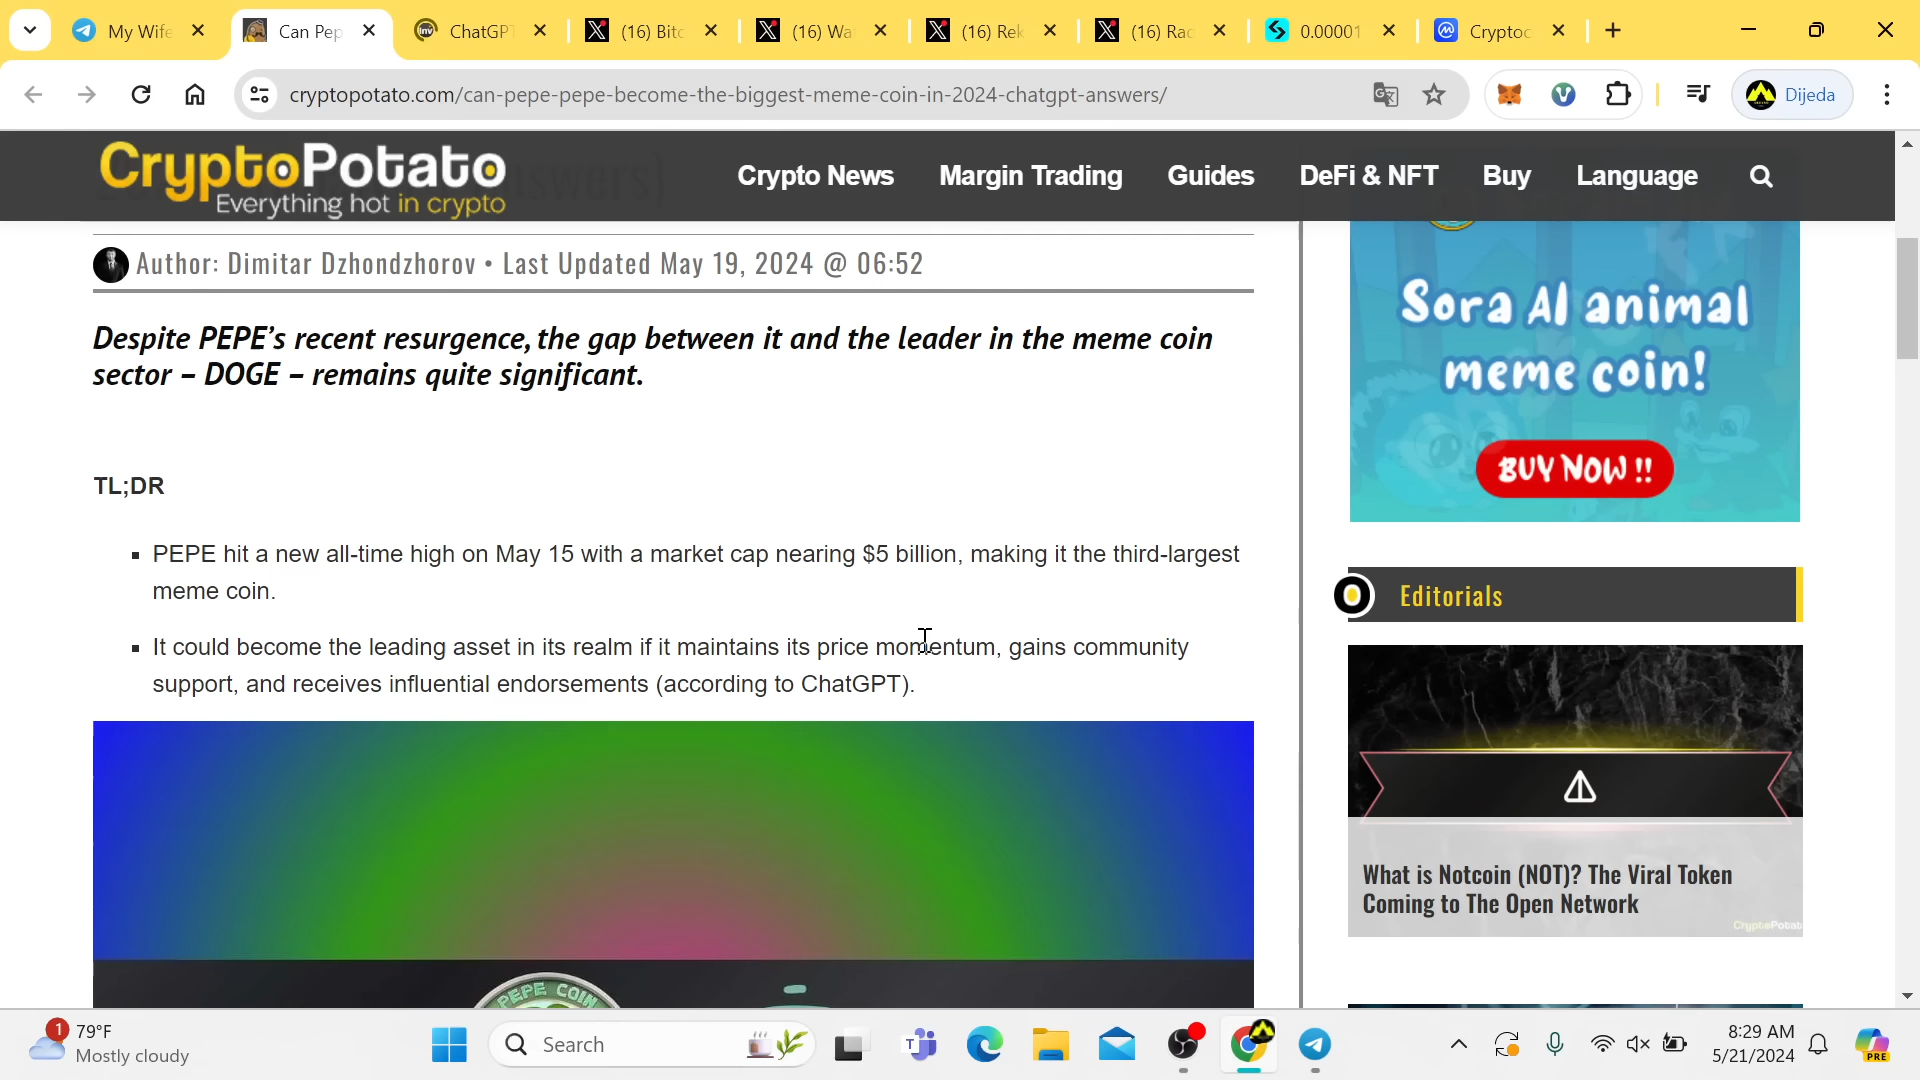 My Wife
Can Pep
ChatGPT
(16) Bitc
(16) Wa
(16) Rek
(16) Rac
0.00001
Cryptoc
cryptopotato.com/can-pepe-pepe-become-the-biggest-meme-coin-in-2024-chatgpt-answers/
Dijeda
CryptoPotato
Everything hot in crypto
Crypto News
Margin Trading
Guides
DeFi & NFT
Buy
Language
Author: Dimitar Dzhondzhorov • Last Updated May 19, 2024 @ 06:52
Despite PEPE’s recent resurgence, the gap between it and the leader in the meme coin
sector – DOGE – remains quite significant.
TL;DR
PEPE hit a new all-time high on May 15 with a market cap nearing $5 billion, making it the third-largest
meme coin.
It could become the leading asset in its realm if it maintains its price momentum, gains community
support, and receives influential endorsements (according to ChatGPT).
PEPE COIN
Sora AI animal
meme coin!
BUY NOW !!
Editorials
What is Notcoin (NOT)? The Viral Token
Coming to The Open Network
CryptoPotat
1
79°F
Mostly cloudy
Search
PRE
8:29 AM
5/21/2024